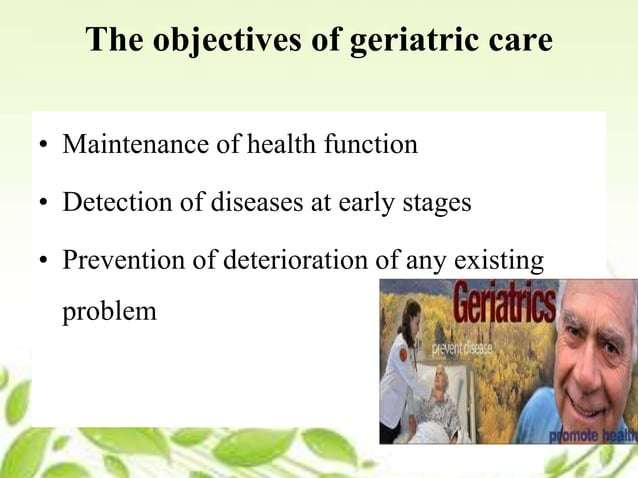 The objectives of geriatric care
• Maintenance of health function
• Detection of diseases at early stages
• Prevention of deterioration of any existing
problem
Geriatrics
prevent disease
promote health